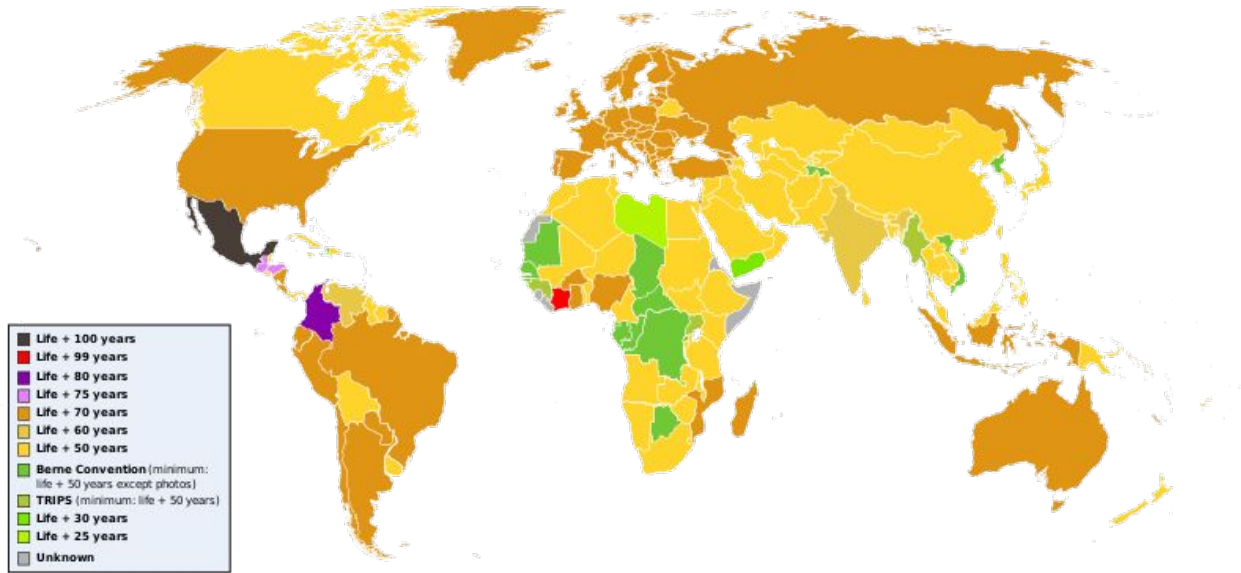 Life + 100 years
Life + 99 years
Life + 80 years
Life + 75 years
Life + 70 years
Life + 60 years
Life + 50 years
Berne Convention (minimum:
life + 50 years except photos)
TRIPS (minimum: life + 50 years)
Life + 30 years
Life + 25 years
Unknown